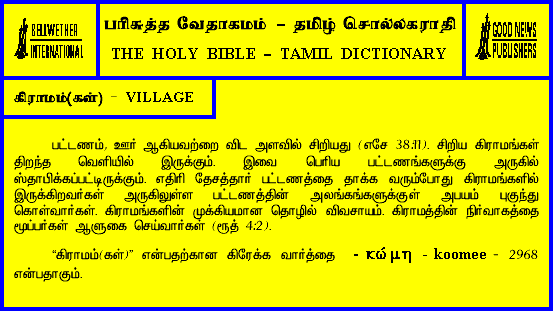 BELLWETHER
INTERNATIONAL
பரிசுத்த வேதாகமம் – தமிழ் சொல்லகராதி
THE HOLY BIBLE – TAMIL DICTIONARY
GOOD NEWS
PUBLISHERS
கிராமம்(கள்) – VILLAGE
பட்டணம், ஊர் ஆகியவற்றை விட அளவில் சிறியது (எசே 38:11). சிறிய கிராமங்கள்
திறந்த வெளியில் இருக்கும். இவை பெரிய பட்டணங்களுக்கு அருகில்
ஸ்தாபிக்கப்பட்டிருக்கும். எதிரி தேசத்தார் பட்டணத்தை தாக்க வரும்போது கிராமங்களில்
இருக்கிறவர்கள் அருகிலுள்ள பட்டணத்தின் அலங்கங்களுக்குள் அபயம் புகுந்து
கொள்வார்கள். கிராமங்களின் முக்கியமான தொழில் விவசாயம். கிராமத்தின் நிர்வாகத்தை
மூப்பர்கள் ஆளுகை செய்வார்கள் (ரூத் 4:2).
“கிராமம்(கள்)” என்பதற்கான கிரேக்க வார்த்தை - κώμη - koomee - 2968
என்பதாகும்.